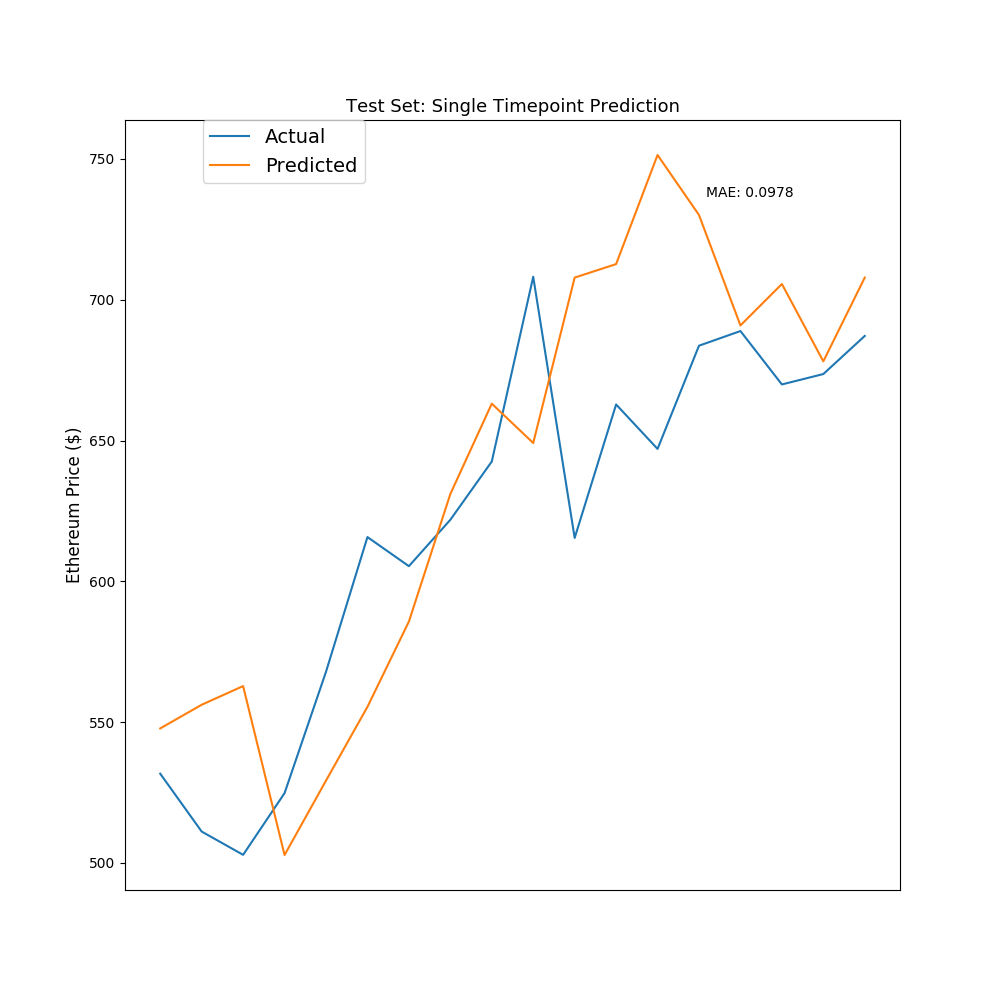 Test Set: Single Timepoint Prediction
Actual
Predicted
MAE: 0.0978
Ethereum Price ($)
750
700
650
600
550
500